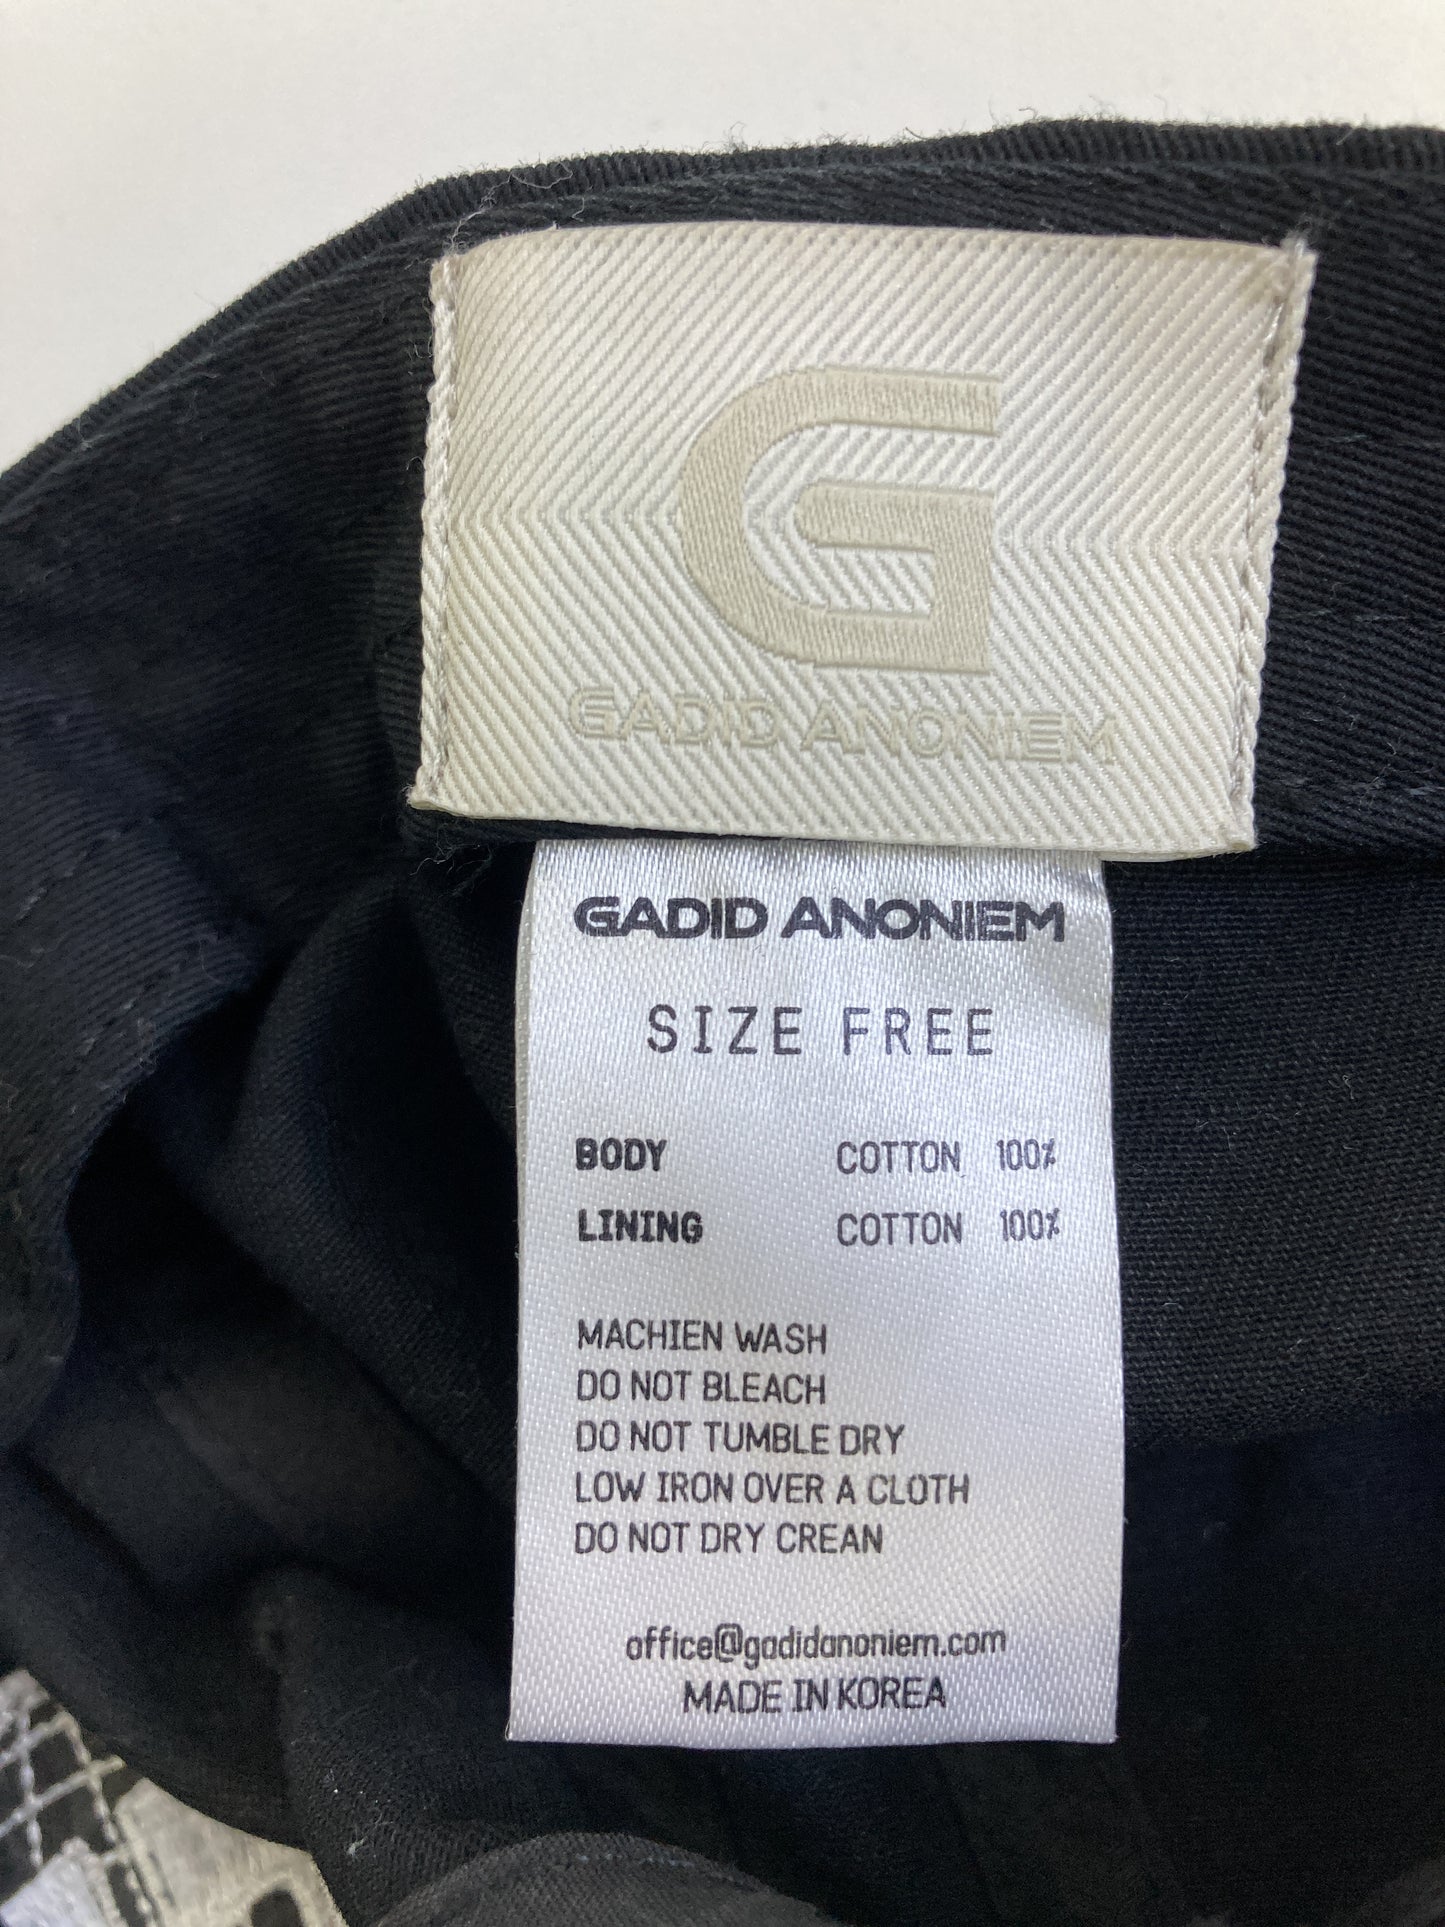 G
GADID ANONIEM
GADID ANONIEM
SIZE FREE
BODY COTTON 100%
LINING COTTON 100%
MACHIEN WASH
DO NOT BLEACH
DO NOT TUMBLE DRY
LOW IRON OVER A CLOTH
DO NOT DRY CREAN
office@gadidanoniem.com
MADE IN KOREA